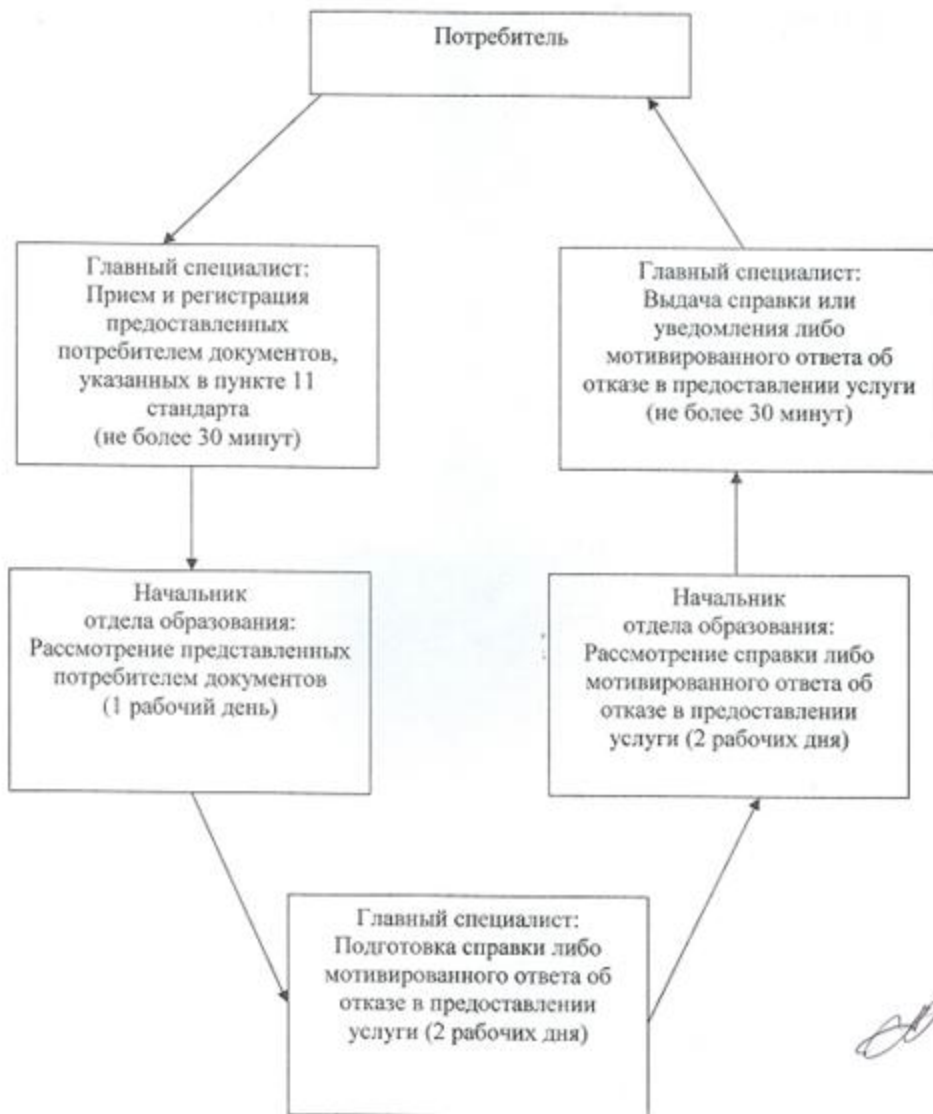 Потребитель
Главный специалист:
Прием и регистрация
предоставленных
потребителем документов,
указанных в пункте 11
стандарта
(не более 30 минут)
Главный специалист:
Выдача справки или
уведомления либо
мотивированного ответа об
отказе в предоставлении услуги
(не более 30 минут)
Начальник
отдела образования:
Рассмотрение представленных
потребителем документов
(1 рабочий день)
Начальник
отдела образования:
Рассмотрение справки либо
мотивированного ответа об
отказе в предоставлении
услуги (2 рабочих дня)
Главный специалист:
Подготовка справки либо
мотивированного ответа об
отказе в предоставлении
услуги (2 рабочих дня)